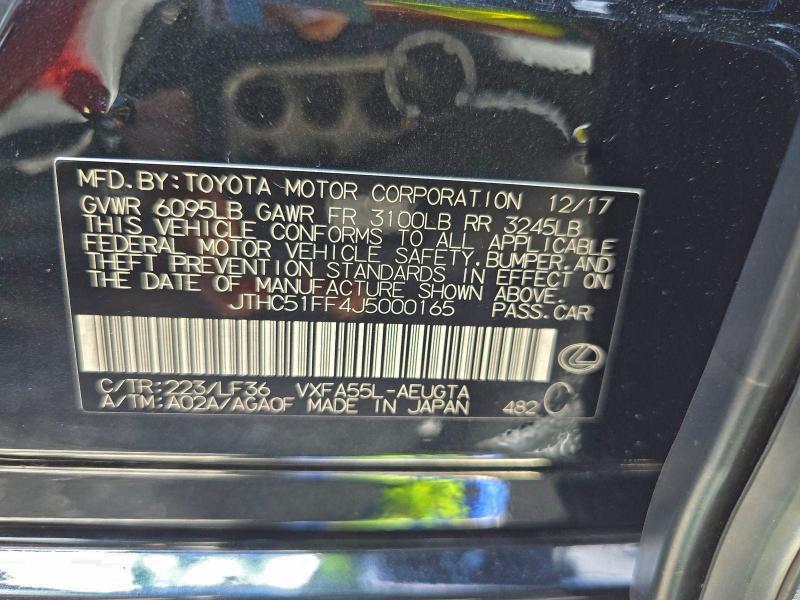 MFD.BY:TOYOTA MOTOR CORPORATION 12/17
GVWR 6095LB GAWR FR 3100LB RR 3245LB
THIS VEHICLE CONFORMS TO ALL APPLICABLE
FEDERAL MOTOR VEHICLE SAFETY,BUMPER,AND
THEFT PREVENTION STANDARDS IN EFFECT ON
THE DATE OF MANUFACTURE SHOWN ABOVE.
JTHC51FF4J5000165 PASS.CAR
C/TR:223/LF36 VXFA55L-AEUGTA
A/TM:A02A/AGA0F MADE IN JAPAN 482 C